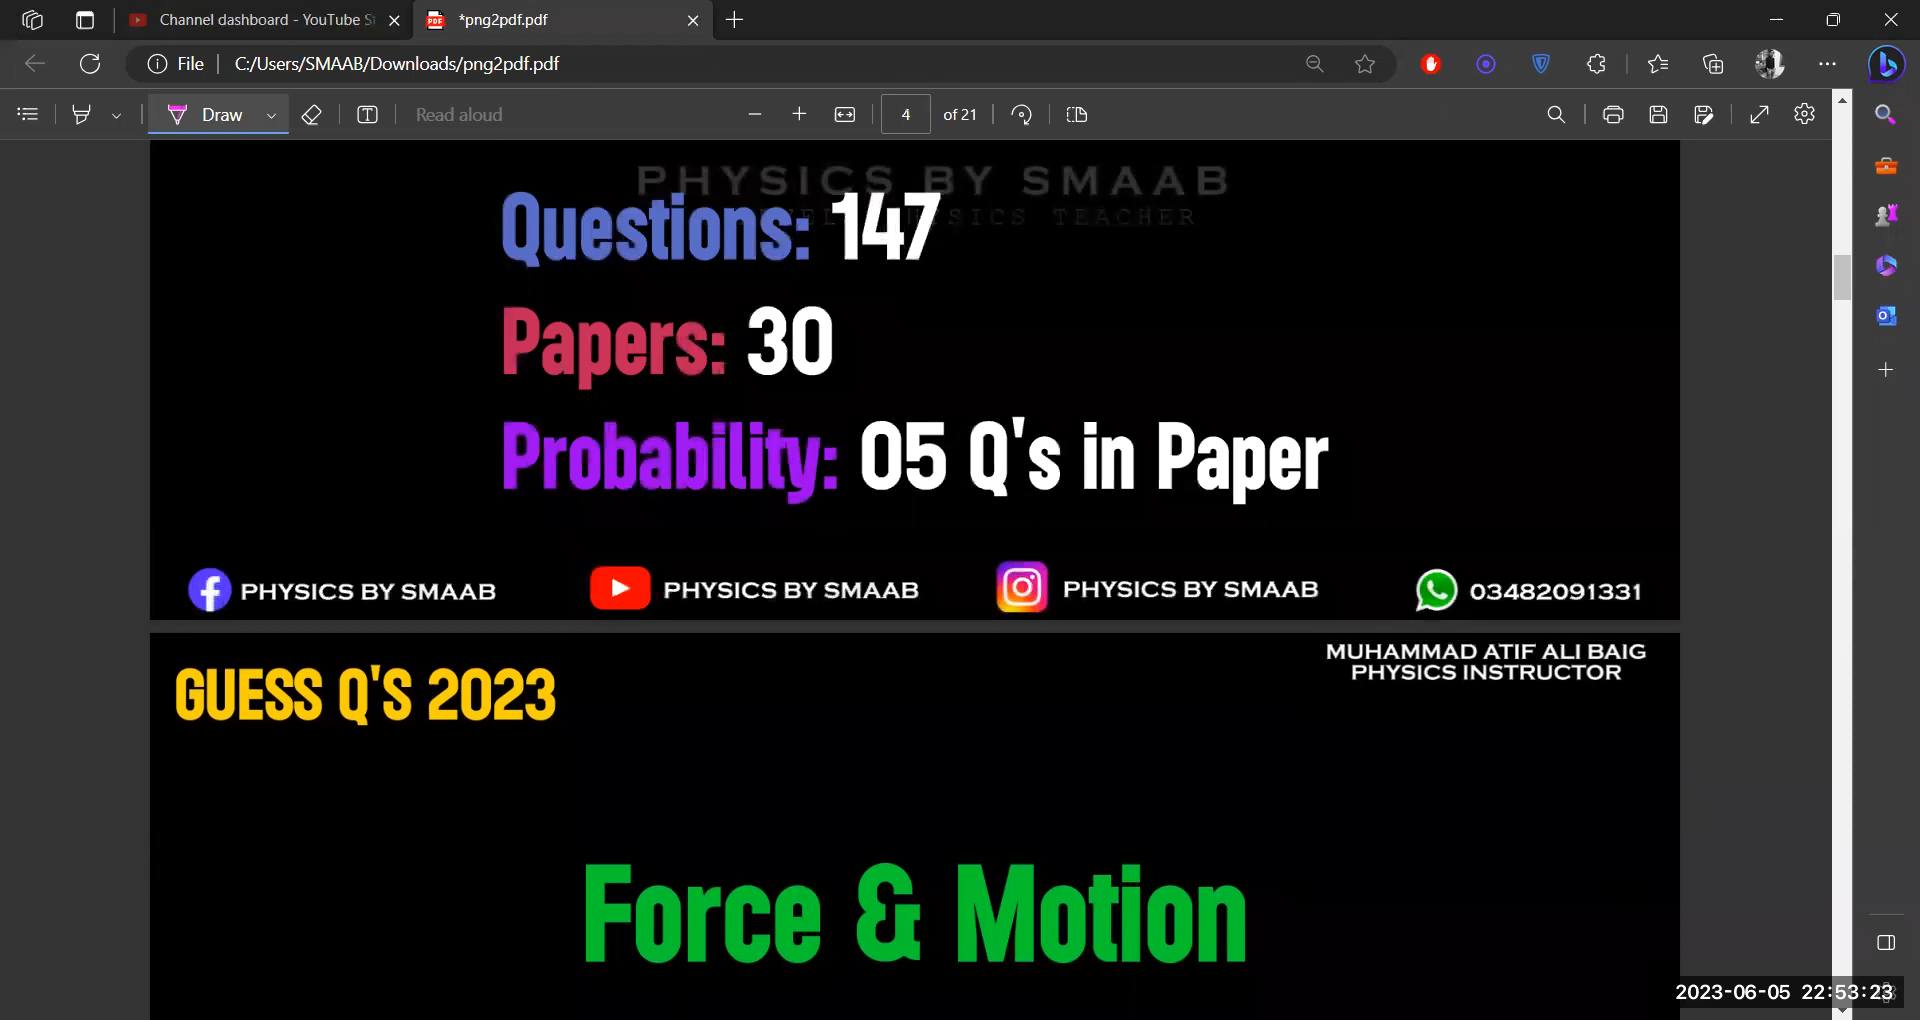 Channel dashboard - YouTube S
*png2pdf.pdf
File
C:/Users/SMAAB/Downloads/png2pdf.pdf
Draw
Read aloud
4 of 21
PHYSICS BY SMAAB
TEACHER
Questions: 147
Papers: 30
Probability: 05 Q's in Paper
PHYSICS BY SMAAB
PHYSICS BY SMAAB
PHYSICS BY SMAAB
03482091331
MUHAMMAD ATIF ALI BAIG
PHYSICS INSTRUCTOR
GUESS Q'S 2023
Force & Motion
2023-06-05 22:53:23